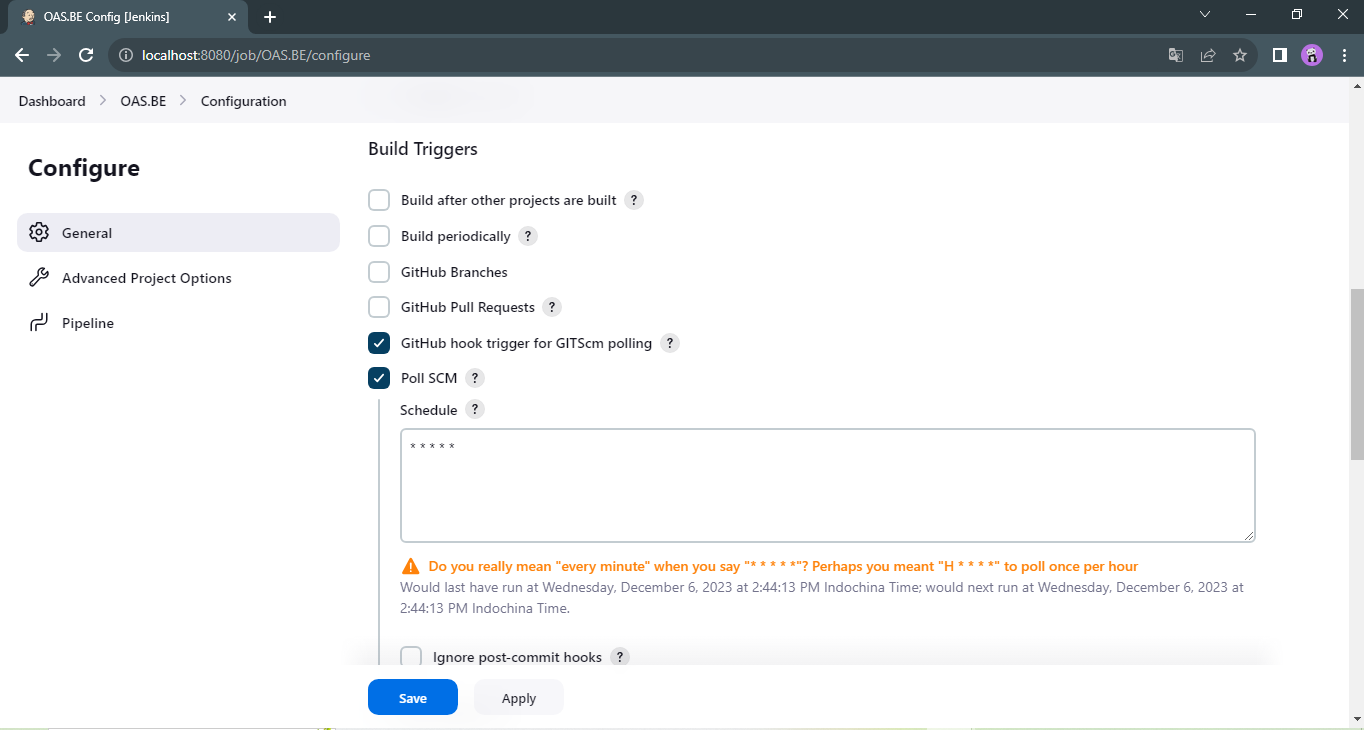 OAS.BE Config [Jenkins]
localhost:8080/job/OAS.BE/configure
Dashboard > OAS.BE > Configuration
Configure
General
Advanced Project Options
Pipeline
Build Triggers
Build after other projects are built ?
Build periodically ?
GitHub Branches
GitHub Pull Requests ?
GitHub hook trigger for GITScm polling ?
Poll SCM ?
Schedule ?
* * * * *
Do you really mean "every minute" when you say "* * * * *"? Perhaps you meant "H * * * *" to poll once per hour
Would last have run at Wednesday, December 6, 2023 at 2:44:13 PM Indochina Time; would next run at Wednesday, December 6, 2023 at
2:44:13 PM Indochina Time.
Ignore post-commit hooks ?
Save Apply